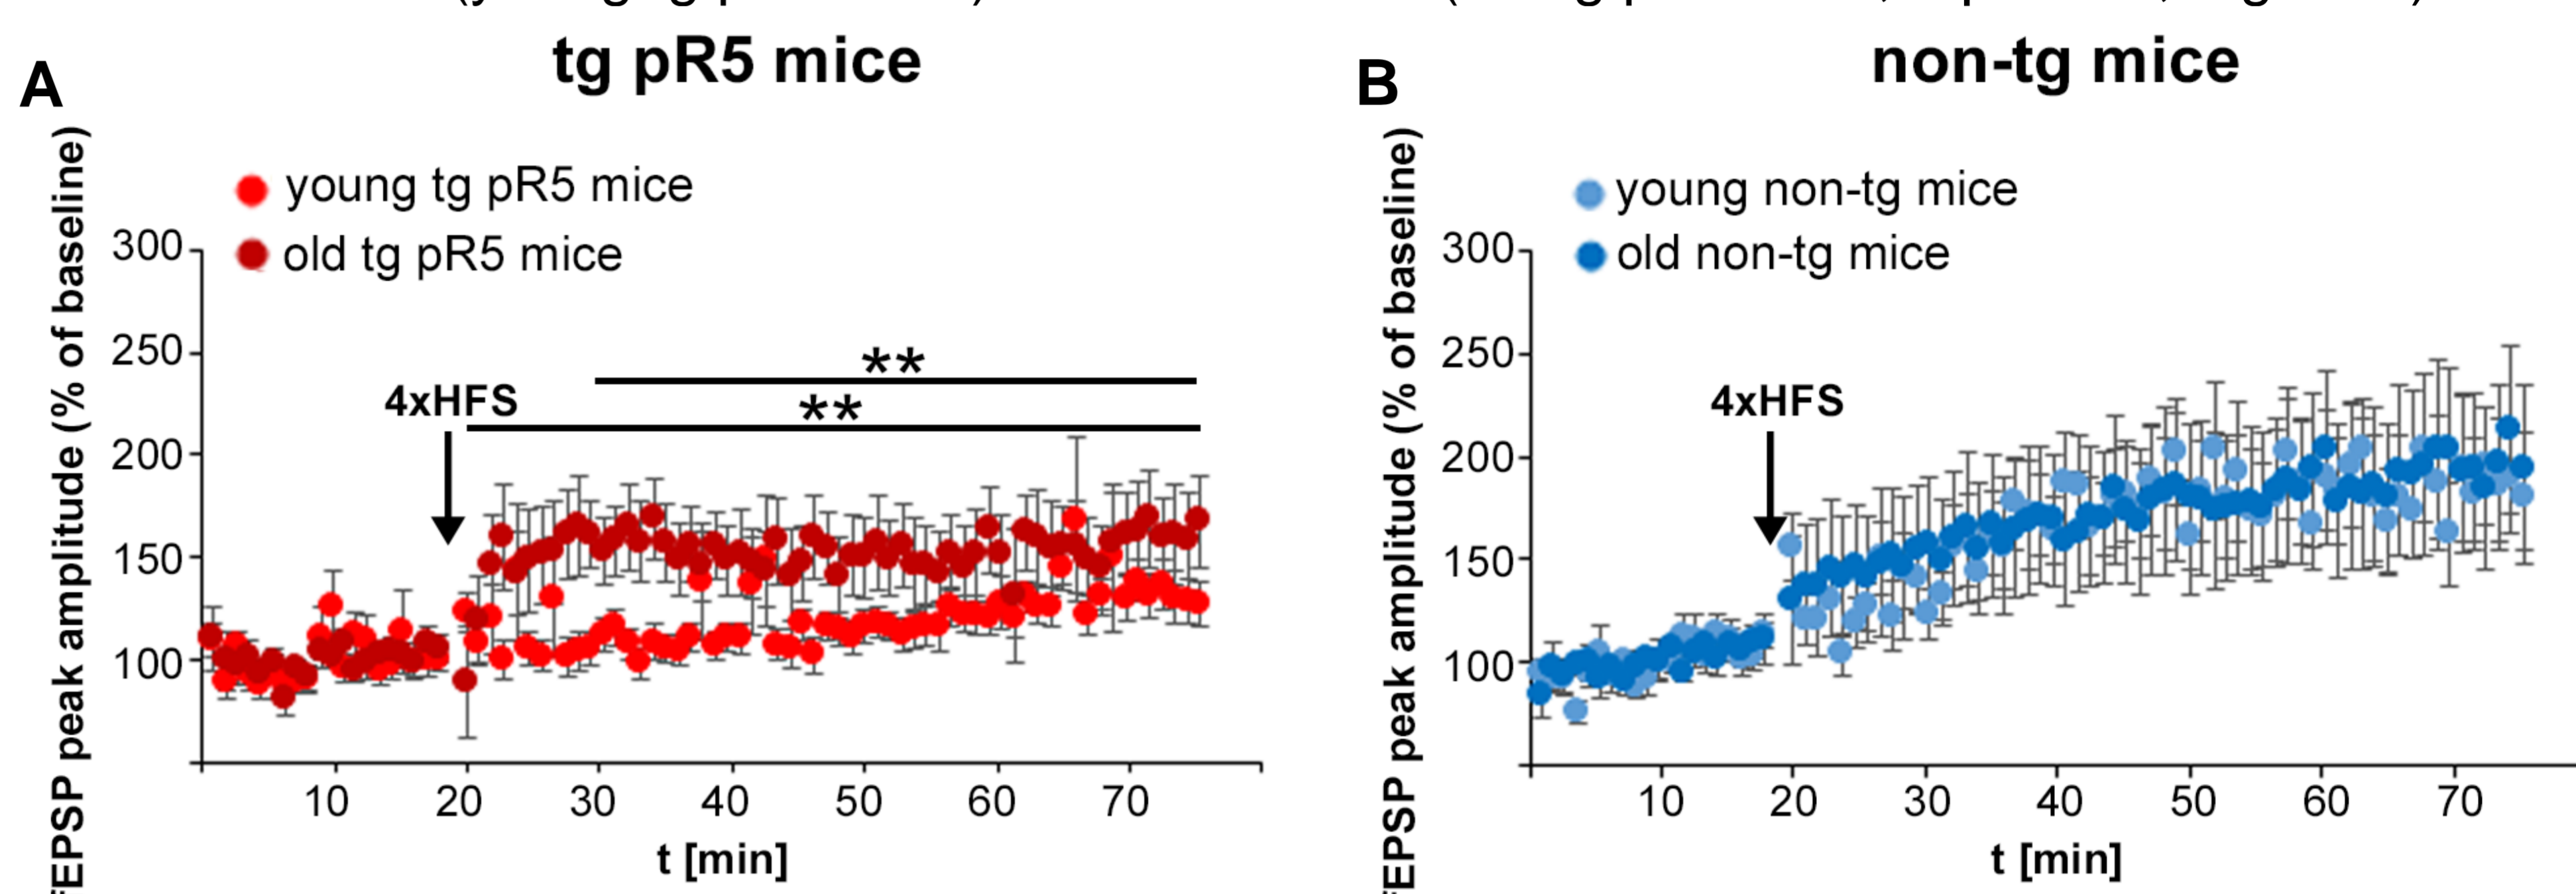 tg pR5 mice
A
fEPSP peak amplitude (% of baseline)
young tg pR5 mice
old tg pR5 mice
300
250
200
150
100
4xHFS
**
**
10 20 30 40 50 60 70
t [min]
non-tg mice
B
fEPSP peak amplitude (% of baseline)
young non-tg mice
old non-tg mice
300
250
200
150
100
4xHFS
10 20 30 40 50 60 70
t [min]